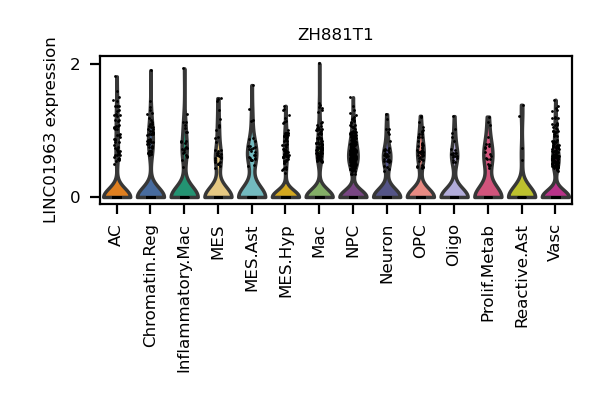 ZH881T1
LINC01963 expression
2
0
AC
Chromatin.Reg
Inflammatory.Mac
MES
MES.Ast
MES.Hyp
Mac
NPC
Neuron
OPC
Oligo
Prolif.Metab
Reactive.Ast
Vasc